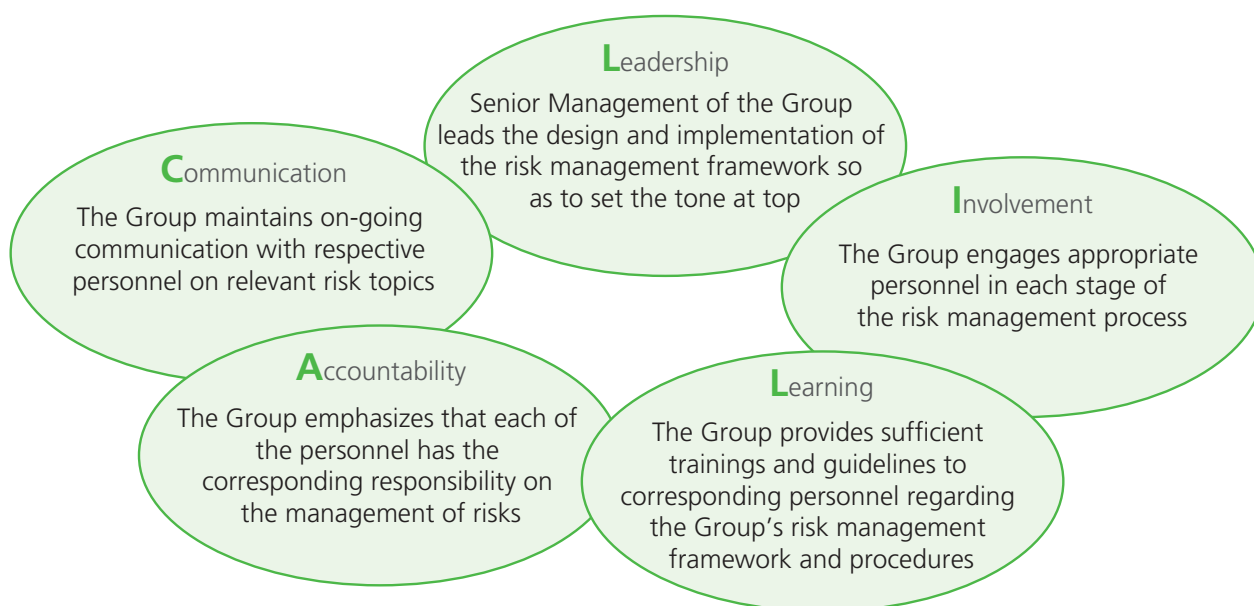 Leadership
Senior Management of the Group
leads the design and implementation of
the risk management framework so
as to set the tone at top
Communication
The Group maintains on-going
communication with respective
personnel on relevant risk topics
Involvement
The Group engages appropriate
personnel in each stage of
the risk management process
Accountability
The Group emphasizes that each of
the personnel has the
corresponding responsibility on
the management of risks
Learning
The Group provides sufficient
trainings and guidelines to
corresponding personnel regarding
the Group’s risk management
framework and procedures